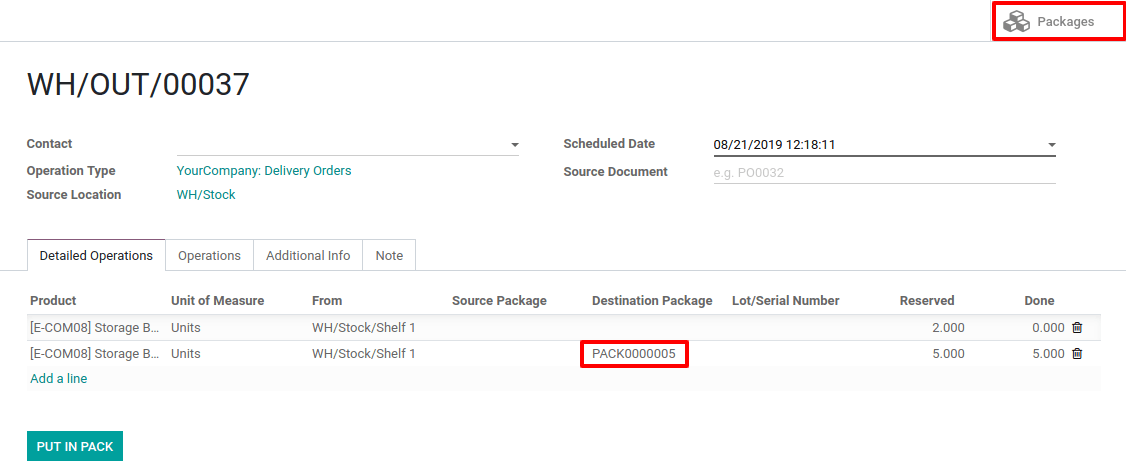 Packages
WH/OUT/00037
Contact
Scheduled Date 08/21/2019 12:18:11
Operation Type YourCompany: Delivery Orders
Source Document e.g. PO0032
Source Location WH/Stock
Detailed Operations Operations Additional Info Note
Product Unit of Measure From Source Package Destination Package Lot/Serial Number Reserved Done
[E-COM08] Storage B... Units WH/Stock/Shelf 1 2.000 0.000
[E-COM08] Storage B... Units WH/Stock/Shelf 1 PACK0000005 5.000 5.000
Add a line
PUT IN PACK